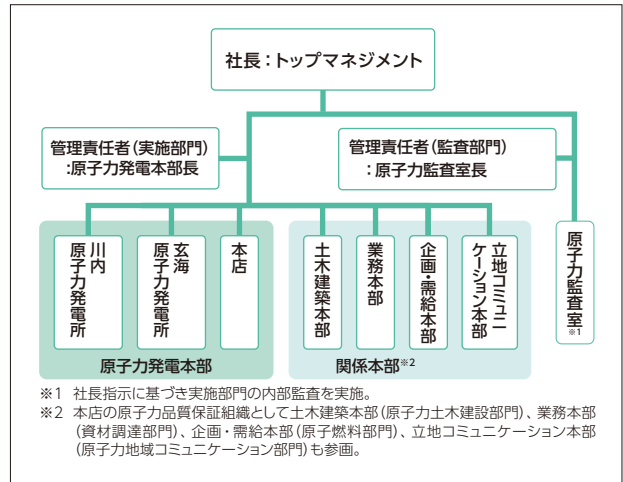 社長：トップマネジメント
管理責任者（実施部門）
：原子力発電本部長
管理責任者（監査部門）
：原子力監査室長
川内
原子力発電所
玄海
原子力発電所
本店
土木建築本部
業務本部
企画・需給本部
立地コミュニ
ケーション本部
原子力監査室
※1
原子力発電本部
関係本部※2
※1 社長指示に基づき実施部門の内部監査を実施。
※2 本店の原子力品質保証組織として土木建築本部（原子力土木建設部門）、業務本部
（資材調達部門）、企画・需給本部（原子燃料部門）、立地コミュニケーション本部
（原子力地域コミュニケーション部門）も参画。